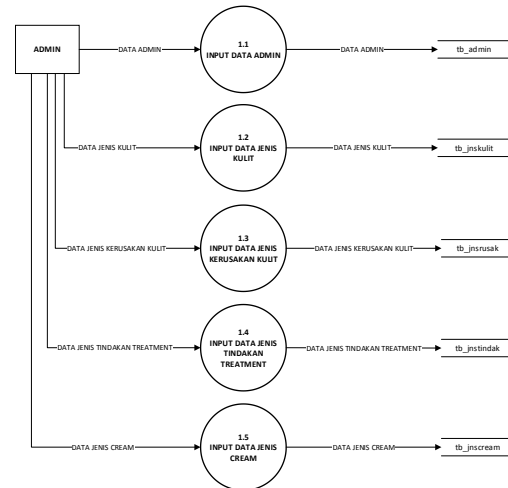 ADMIN
DATA ADMIN
1.1
INPUT DATA ADMIN
DATA ADMIN
tb_admin
DATA JENIS KULIT
1.2
INPUT DATA JENIS
KULIT
DATA JENIS KULIT
tb_jnskulit
DATA JENIS KERUSAKAN KULIT
1.3
INPUT DATA JENIS
KERUSAKAN KULIT
DATA JENIS KERUSAKAN KULIT
tb_jnsrusak
DATA JENIS TINDAKAN TREATMENT
1.4
INPUT DATA JENIS
TINDAKAN
TREATMENT
DATA JENIS TINDAKAN TREATMENT
tb_jnstindak
DATA JENIS CREAM
1.5
INPUT DATA JENIS
CREAM
DATA JENIS CREAM
tb_jnscream